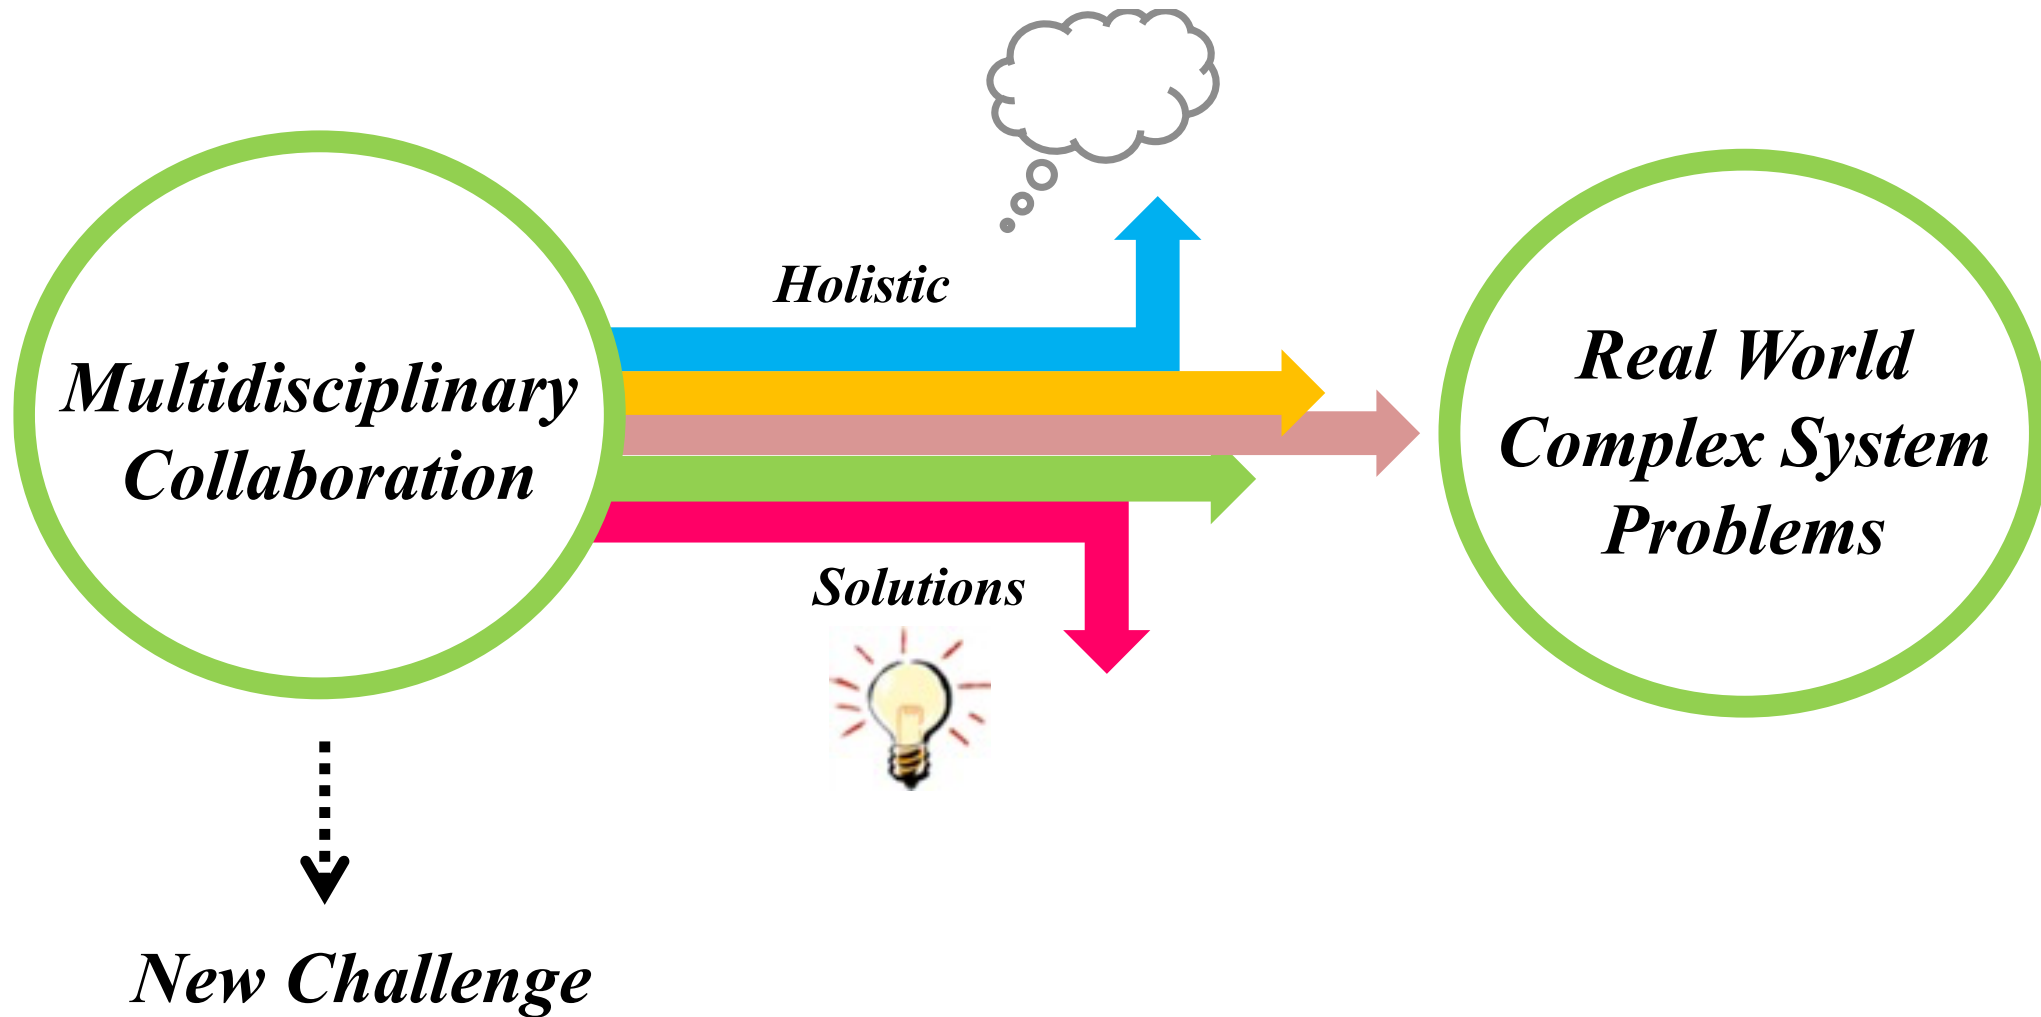 Holistic
Multidisciplinary
Collaboration
Real World
Complex System
Problems
Solutions
New Challenge